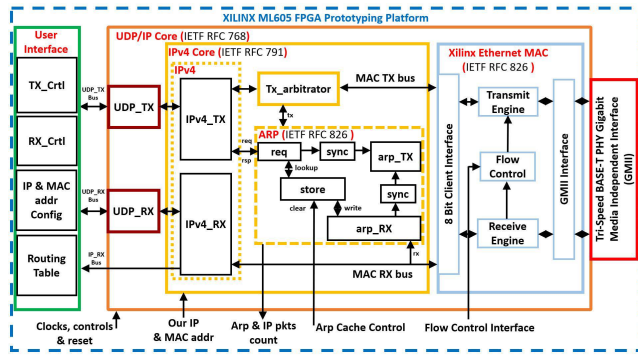 XILINX ML605 FPGA Prototyping Platform
User
Interface
TX_Crtl
RX_Crtl
IP & MAC
addr
Config
Routing
Table
UDP_TX
Bus
UDP_RX
Bus
IP_RX
Bus
UDP/IP Core (IETF RFC 768)
UDP_TX
UDP_RX
IPv4 Core (IETF RFC 791)
IPv4
IPv4_TX
IPv4_RX
Tx_arbitrator
MAC TX bus
tx
req
rsp
ARP (IETF RFC 826 )
req
sync
arp_TX
lookup
store
sync
clear
write
arp_RX
rx
MAC RX bus
Xilinx Ethernet MAC
(IETF RFC 826 )
8 Bit Client Interface
Transmit
Engine
Flow
Control
Receive
Engine
GMII Interface
Tri-Speed BASE-T PHY Gigabit
Media Independent Interface
(GMII)
Clocks, controls
& reset
Our IP
& MAC addr
Arp & IP pkts
count
Arp Cache Control
Flow Control Interface